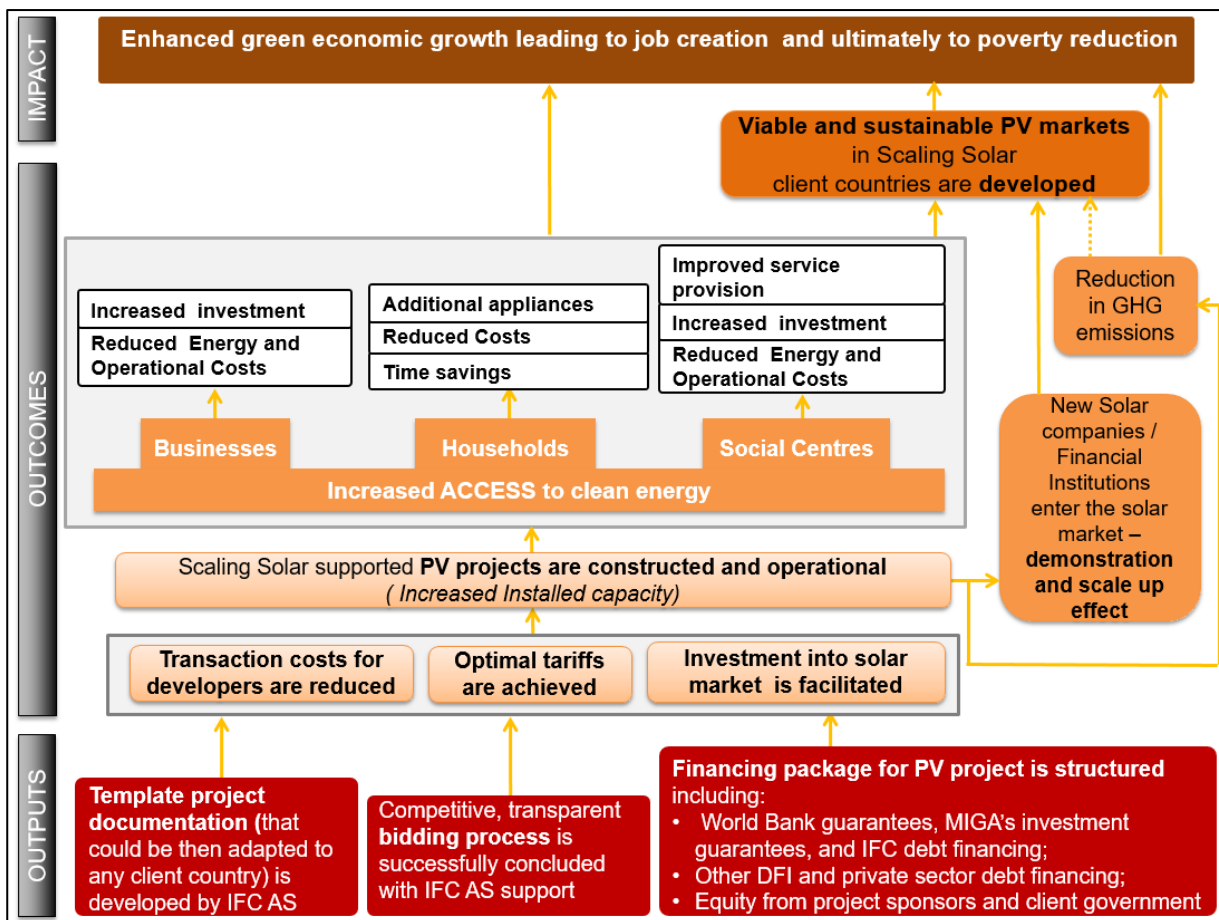 IMPACT
Enhanced green economic growth leading to job creation and ultimately to poverty reduction
Viable and sustainable PV markets
in Scaling Solar
client countries are developed
OUTCOMES
Increased investment
Reduced Energy and
Operational Costs
Businesses
Additional appliances
Reduced Costs
Time savings
Households
Improved service
provision
Increased investment
Reduced Energy and
Operational Costs
Social Centres
Increased ACCESS to clean energy
Reduction
in GHG
emissions
New Solar
companies /
Financial
Institutions
enter the solar
market –
demonstration
and scale up
effect
Scaling Solar supported PV projects are constructed and operational
( Increased Installed capacity)
Transaction costs for
developers are reduced
Optimal tariffs
are achieved
Investment into solar
market is facilitated
OUTPUTS
Template project
documentation (that
could be then adapted to
any client country) is
developed by IFC AS
Competitive, transparent
bidding process is
successfully concluded
with IFC AS support
Financing package for PV project is structured
including:
• World Bank guarantees, MIGA's investment
guarantees, and IFC debt financing;
• Other DFI and private sector debt financing;
• Equity from project sponsors and client government